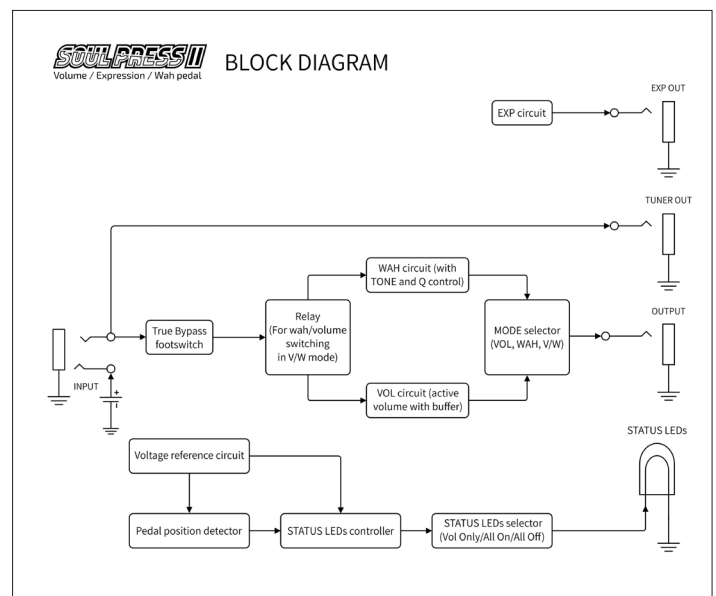 SOUL PRESS II
Volume / Expression / Wah pedal
BLOCK DIAGRAM
EXP OUT
EXP circuit
TUNER OUT
WAH circuit (with
TONE and Q control)
Relay
(For wah/volume
switching
in V/W mode)
True Bypass
footswitch
MODE selector
(VOL, WAH, V/W)
OUTPUT
INPUT
+
-
VOL circuit (active
volume with buffer)
STATUS LEDs
Voltage reference circuit
Pedal position detector
STATUS LEDs controller
STATUS LEDs selector
(Vol Only/All On/All Off)